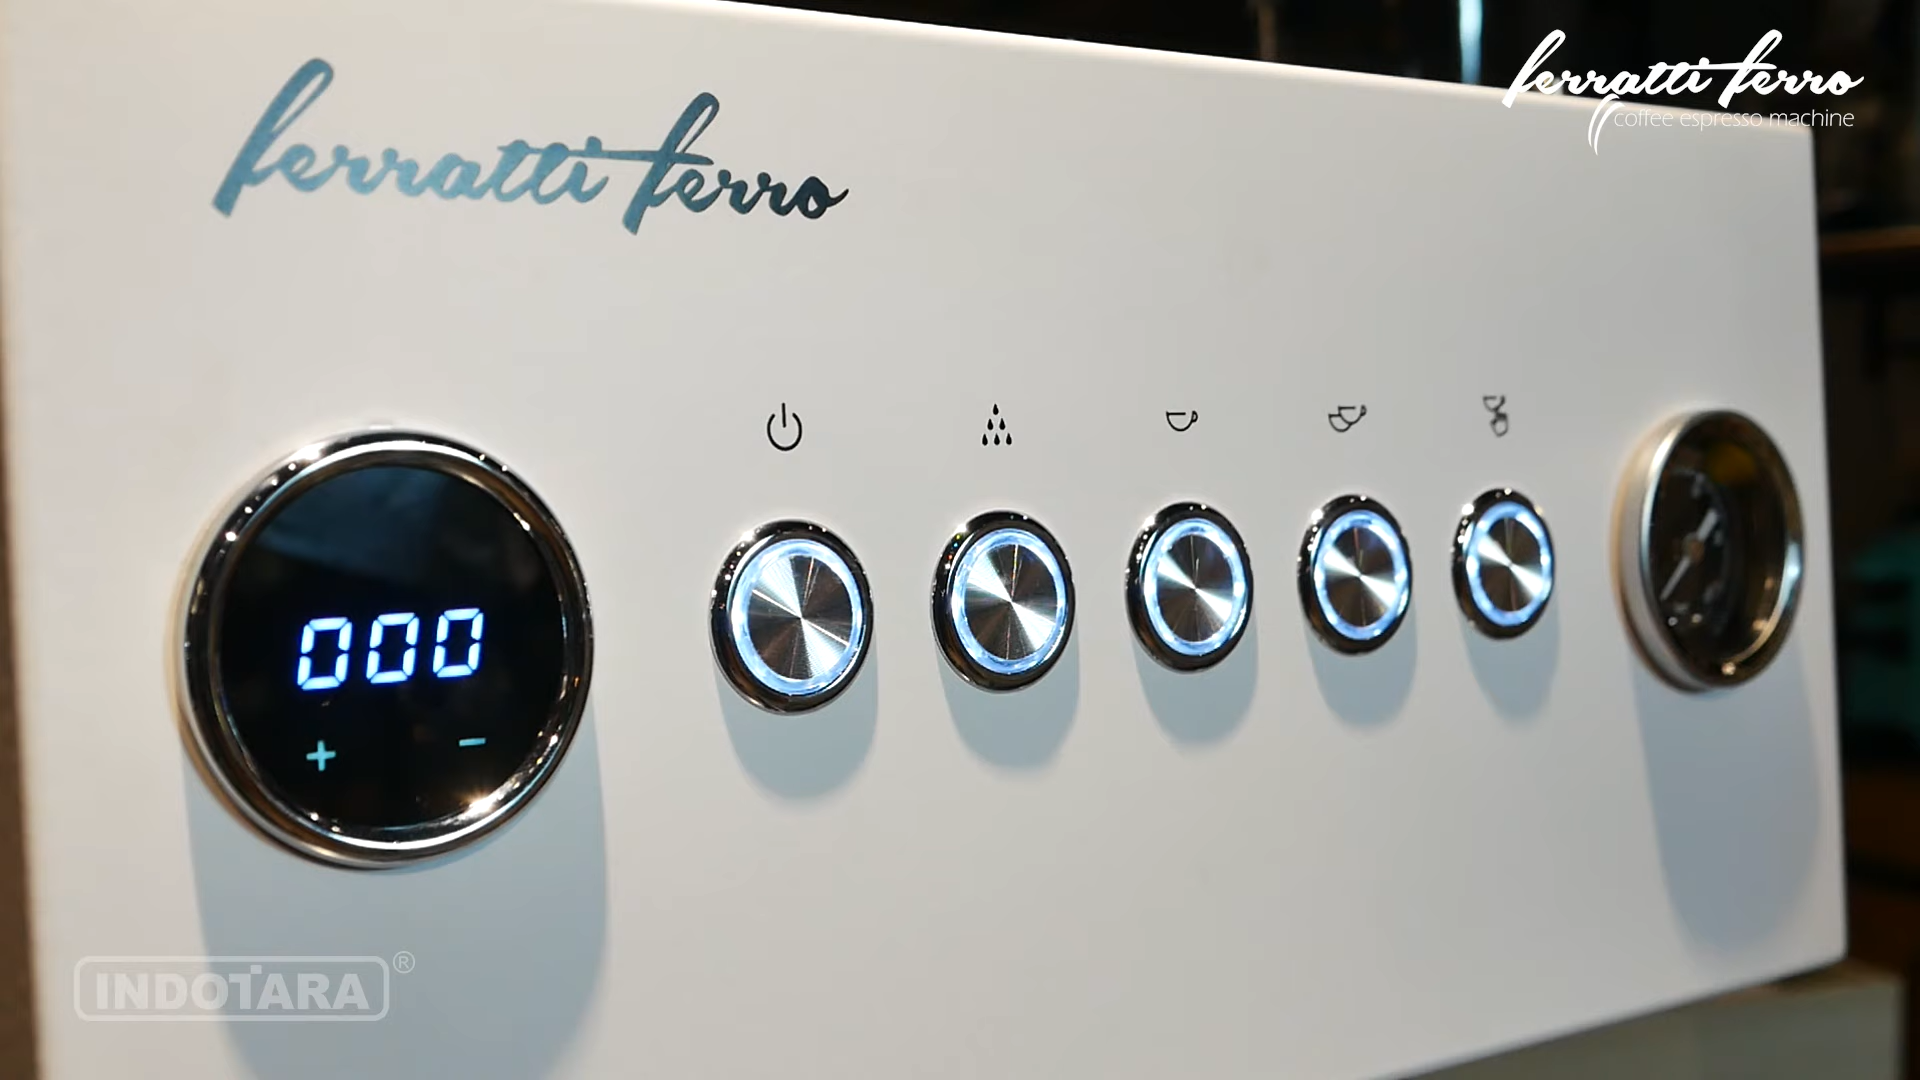 ferratti ferro
coffee espresso machine
ferratti ferro
000
+ -
INDOTARA®